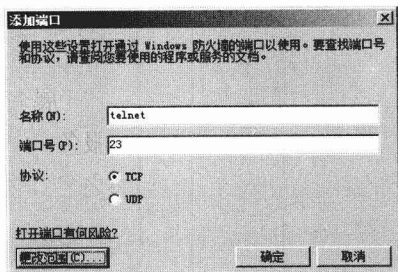 添加端口
使用这些设置打开通过 Windows 防火墙的端口以使用。要查找端口号
和协议,请查阅您要使用的程序或服务的文档。
名称(N): telnet
端口号(P): 23
协议: TCP
UDP
打开端口有何风险?
更改范围(C)... 确定 取消